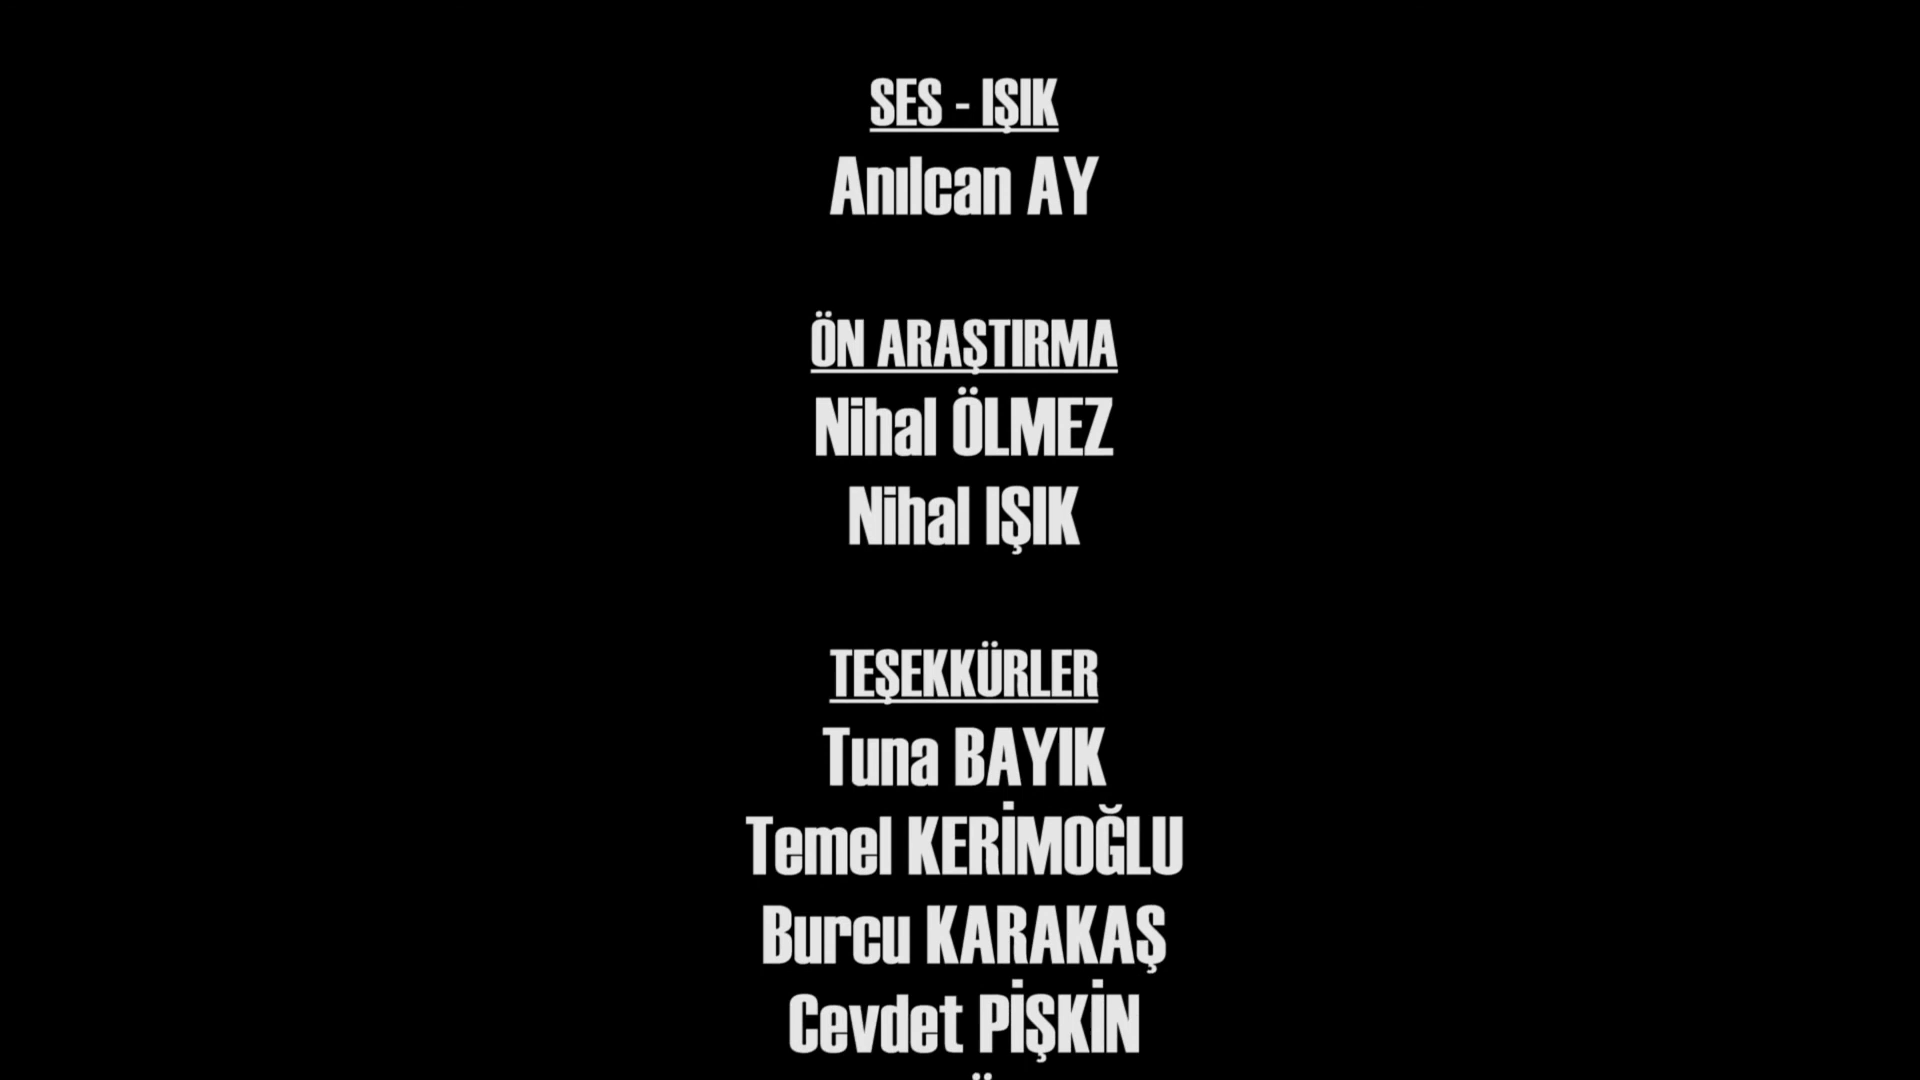 SES - IŞIK
Anılcan AY
ÖN ARAŞTIRMA
Nihal ÖLMEZ
Nihal IŞIK
TEŞEKKÜRLER
Tuna BAYIK
Temel KERİMOĞLU
Burcu KARAKAŞ
Cevdet PİŞKİN